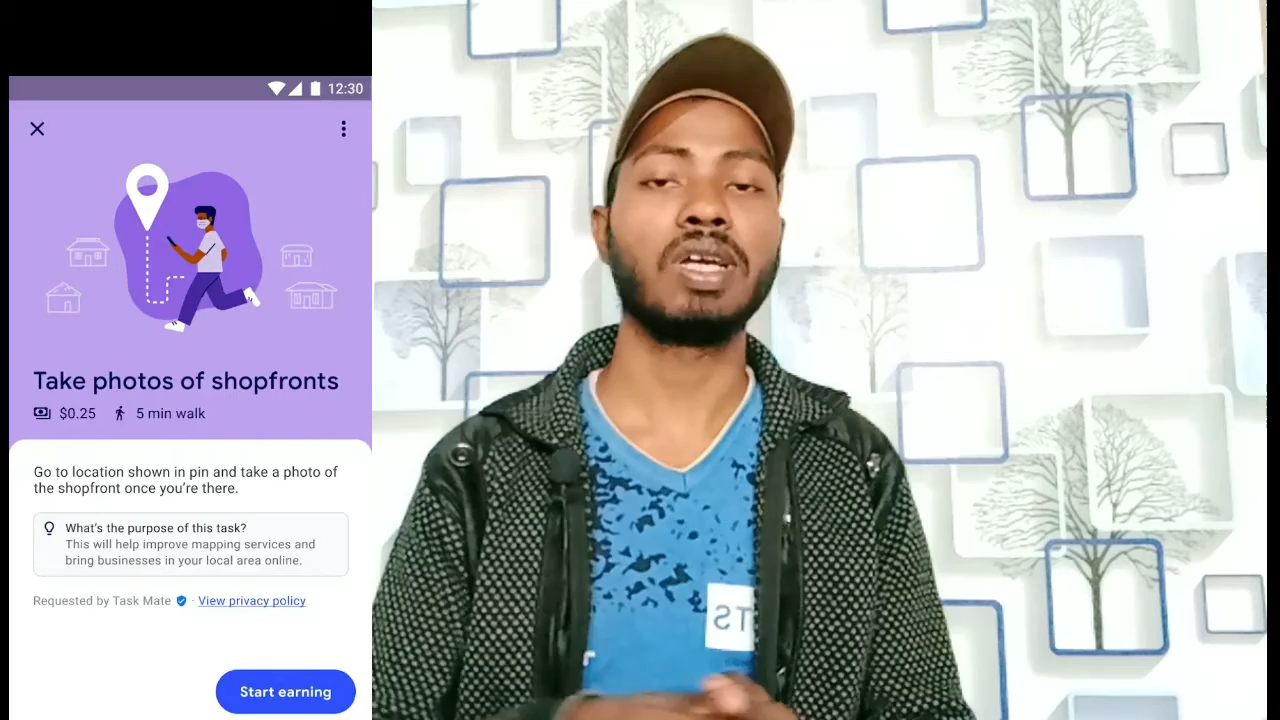 12:30
Take photos of shopfronts
$0.25 5 min walk
Go to location shown in pin and take a photo of
the shopfront once you're there.
What's the purpose of this task?
This will help improve mapping services and
bring businesses in your local area online.
Requested by Task Mate · View privacy policy
Start earning